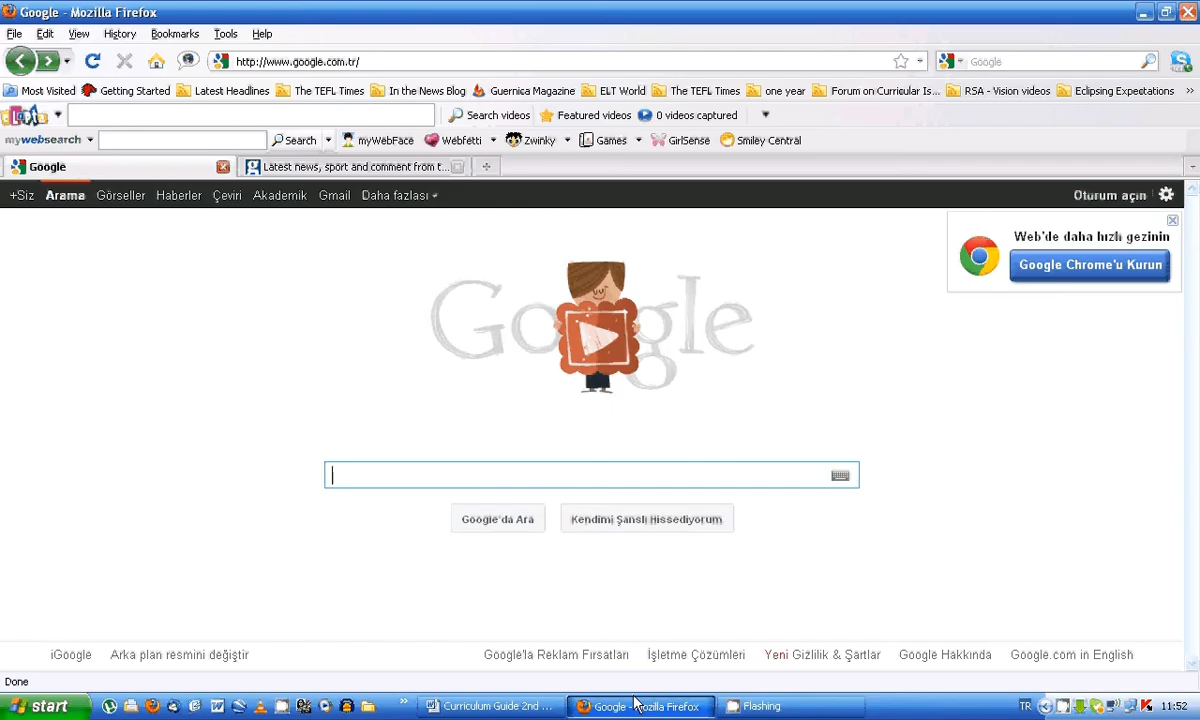 Google - Mozilla Firefox
File Edit View History Bookmarks Tools Help
http://www.google.com.tr/ Google
Most Visited Getting Started Latest Headlines The TEFL Times In the News Blog Guernica Magazine ELT World The TEFL Times one year Forum on Curricular Is... RSA - Vision videos Eclipsing Expectations »
Search videos Featured videos 0 videos captured
mywebsearch Search myWebFace Webfetti Zwinky Games GirlSense Smiley Central
Google Latest news, sport and comment from t...
+Siz Arama Görseller Haberler Çeviri Akademik Gmail Daha fazlası Oturum açın
Web'de daha hızlı gezinin
Google Chrome'u Kurun
Google
Google'da Ara Kendimi Şanslı Hissediyorum
iGoogle Arka plan resmini değiştir Google'la Reklam Fırsatları İşletme Çözümleri Yeni Gizlilik & Şartlar Google Hakkında Google.com in English
Done
start » Curriculum Guide 2nd ... Google - Mozilla Firefox Flashing TR 11:52